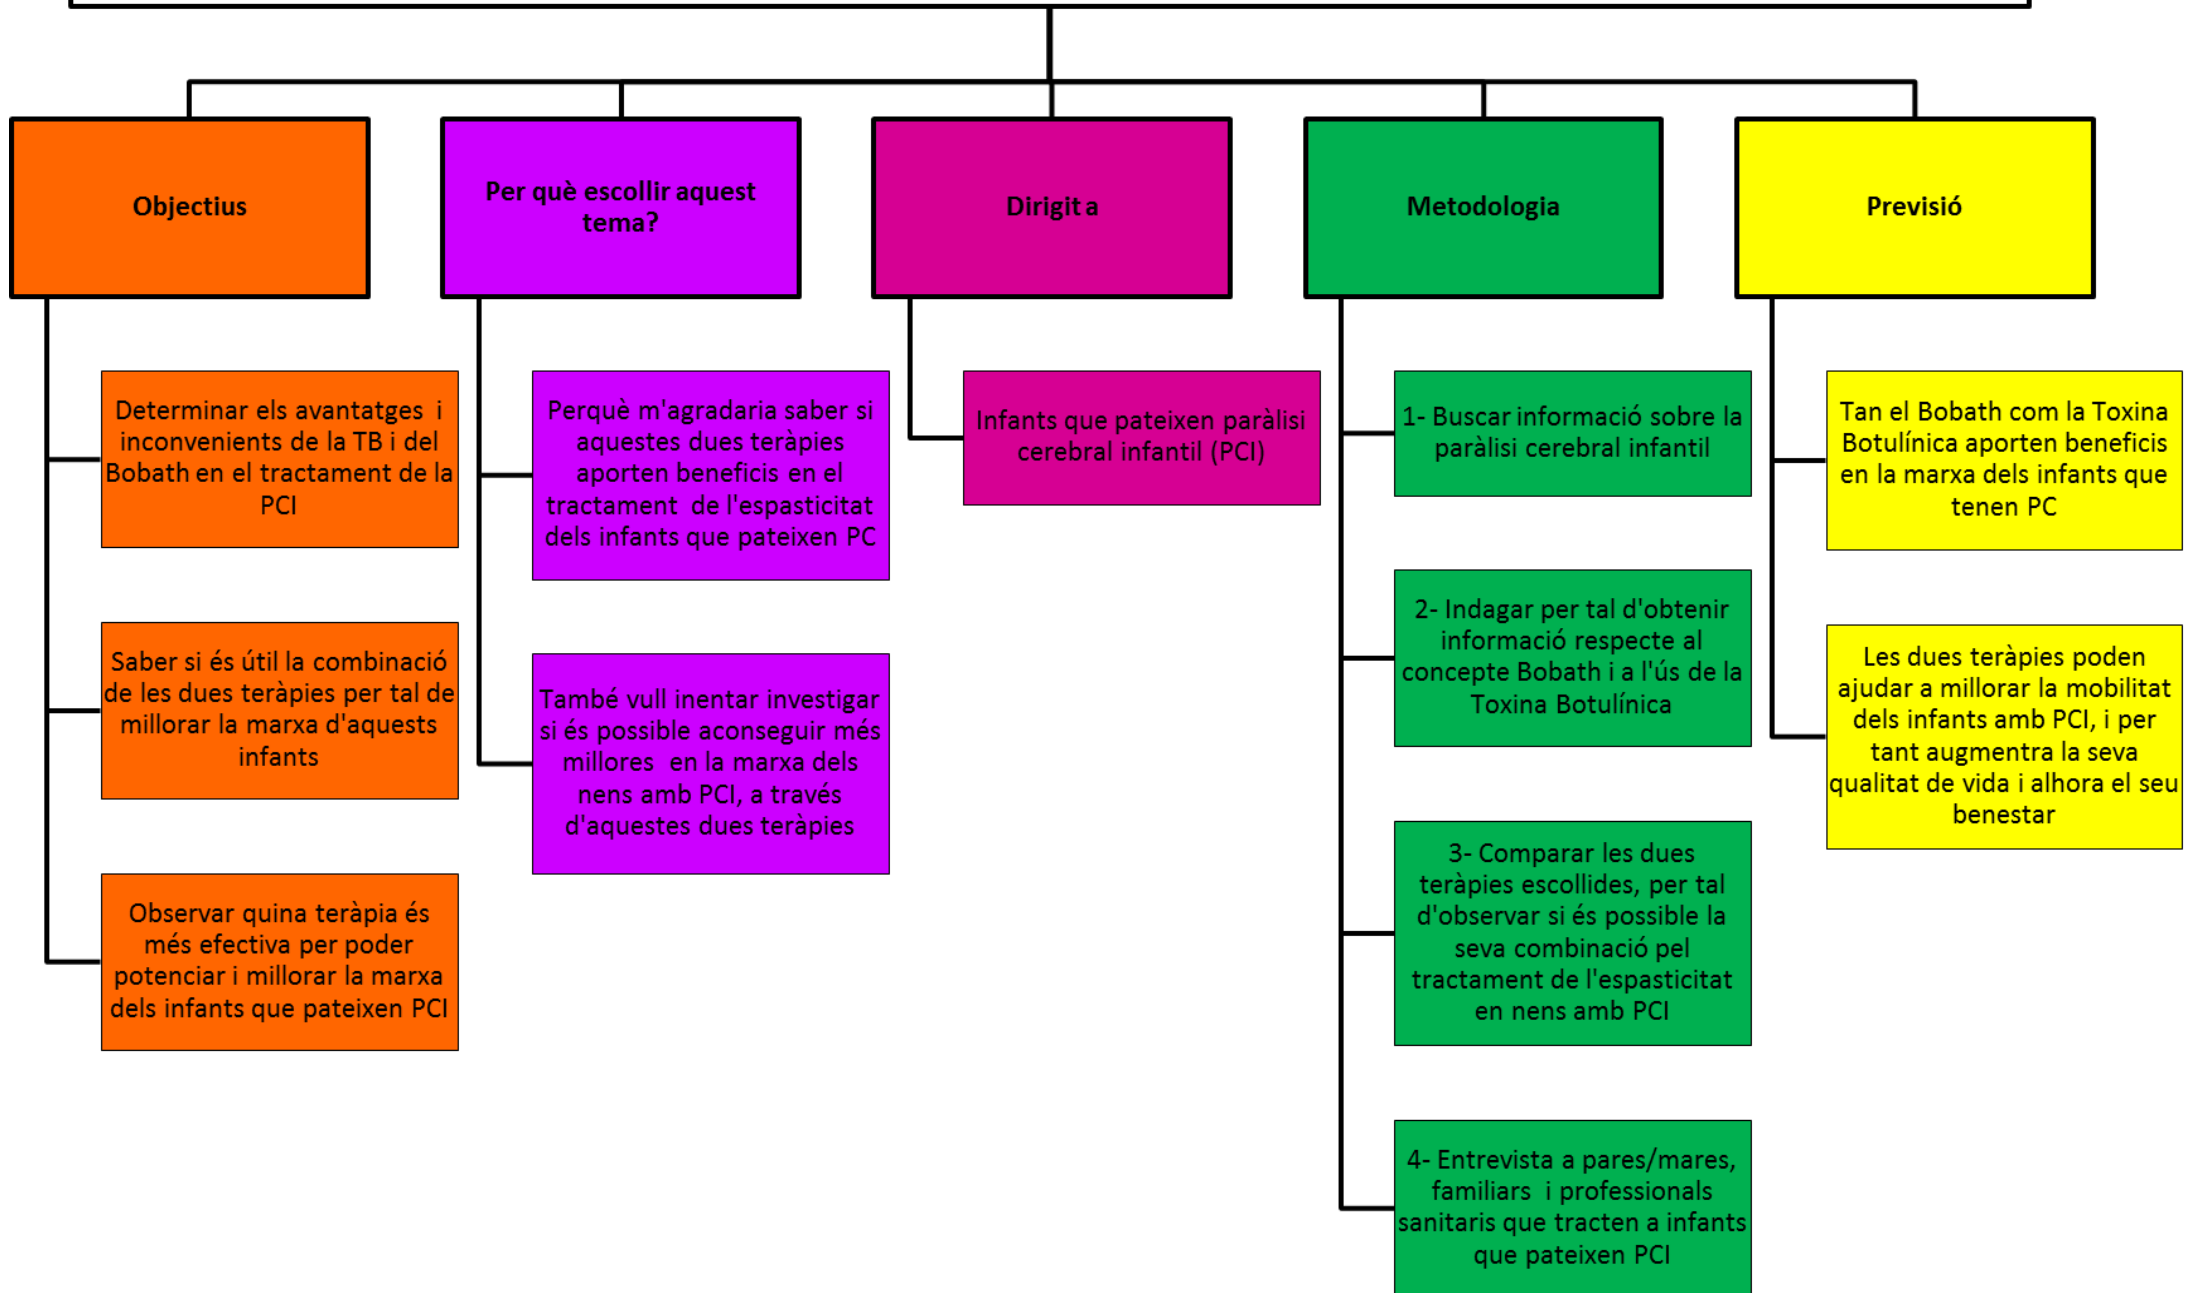 Objectius
Per què escollir aquest
tema?
Dirigit a
Metodologia
Previsió
Determinar els avantatges i
inconvenients de la TB i del
Bobath en el tractament de la
PCI
Saber si és útil la combinació
de les dues teràpies per tal de
millorar la marxa d'aquests
infants
Observar quina teràpia és
més efectiva per poder
potenciar i millorar la marxa
dels infants que pateixen PCI
Perquè m'agradaria saber si
aquestes dues teràpies
aporten beneficis en el
tractament de l'espasticitat
dels infants que pateixen PC
També vull inentar investigar
si és possible aconseguir més
millores en la marxa dels
nens amb PCI, a través
d'aquestes dues teràpies
Infants que pateixen paràlisi
cerebral infantil (PCI)
1- Buscar informació sobre la
paràlisi cerebral infantil
2- Indagar per tal d'obtenir
informació respecte al
concepte Bobath i a l'ús de la
Toxina Botulínica
3- Comparar les dues
teràpies escollides, per tal
d'observar si és possible la
seva combinació pel
tractament de l'espasticitat
en nens amb PCI
4- Entrevista a pares/mares,
familiars i professionals
sanitaris que tracten a infants
que pateixen PCI
Tan el Bobath com la Toxina
Botulínica aporten beneficis
en la marxa dels infants que
tenen PC
Les dues teràpies poden
ajudar a millorar la mobilitat
dels infants amb PCI, i per
tant augmentra la seva
qualitat de vida i alhora el seu
benestar